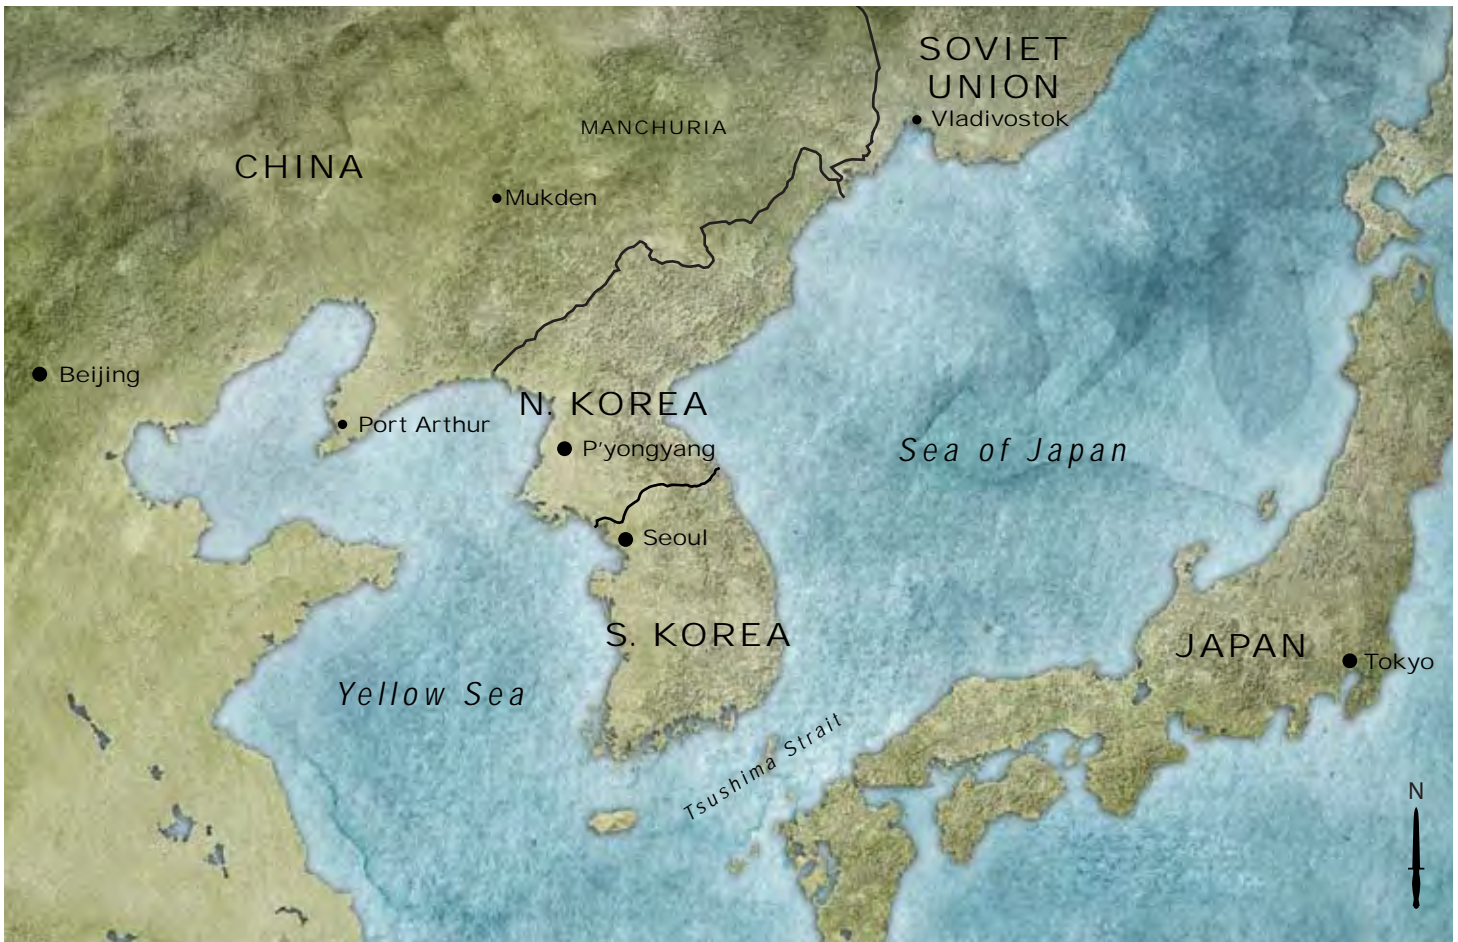 SOVIET
UNION
Vladivostok
MANCHURIA
CHINA
Mukden
Beijing
N. KOREA
Port Arthur
P'yongyang
Sea of Japan
Seoul
S. KOREA
JAPAN
Tokyo
Yellow Sea
Tsushima Strait
N